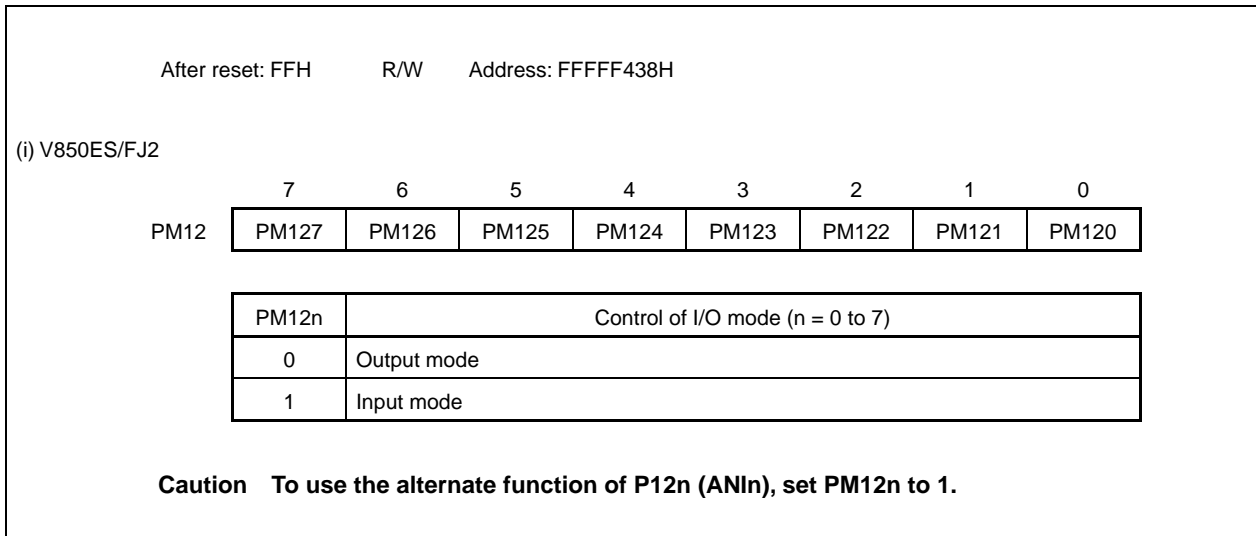 After reset: FFH R/W Address: FFFFF438H
(i) V850ES/FJ2
7 6 5 4 3 2 1 0
PM12 PM127 PM126 PM125 PM124 PM123 PM122 PM121 PM120
PM12n Control of I/O mode (n = 0 to 7)
0 Output mode
1 Input mode
Caution To use the alternate function of P12n (ANIn), set PM12n to 1.